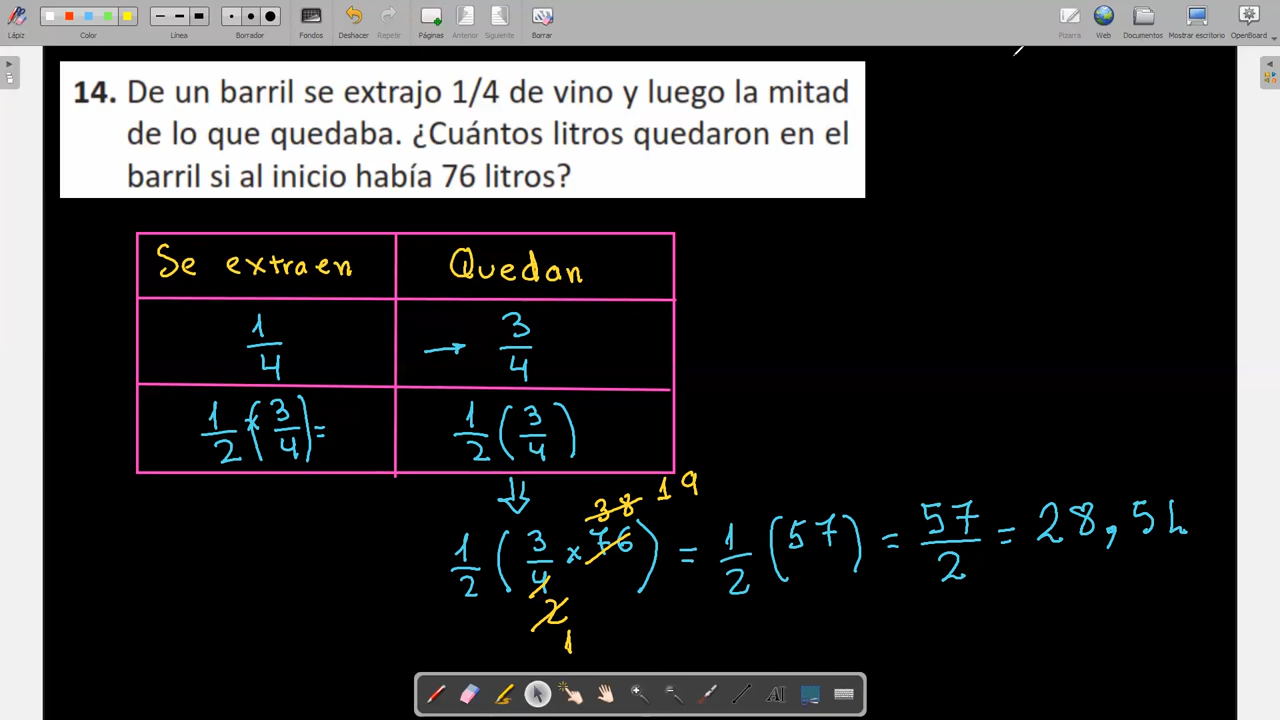 Lápiz Color Línea Borrador Fondos Deshacer Repetir Páginas Anterior Siguiente Borrar Pizarra Web Documentos Mostrar escritorio OpenBoard
14. De un barril se extrajo 1/4 de vino y luego la mitad
de lo que quedaba. ¿Cuántos litros quedaron en el
barril si al inicio había 76 litros?
Se extraen Quedan
1/4 → 3/4
1/2 × (3/4) = 1/2 (3/4)
⇓
38 19
1/2 (3/4 × 76) = 1/2 (57) = 57/2 = 28,5 L
2
1
AI